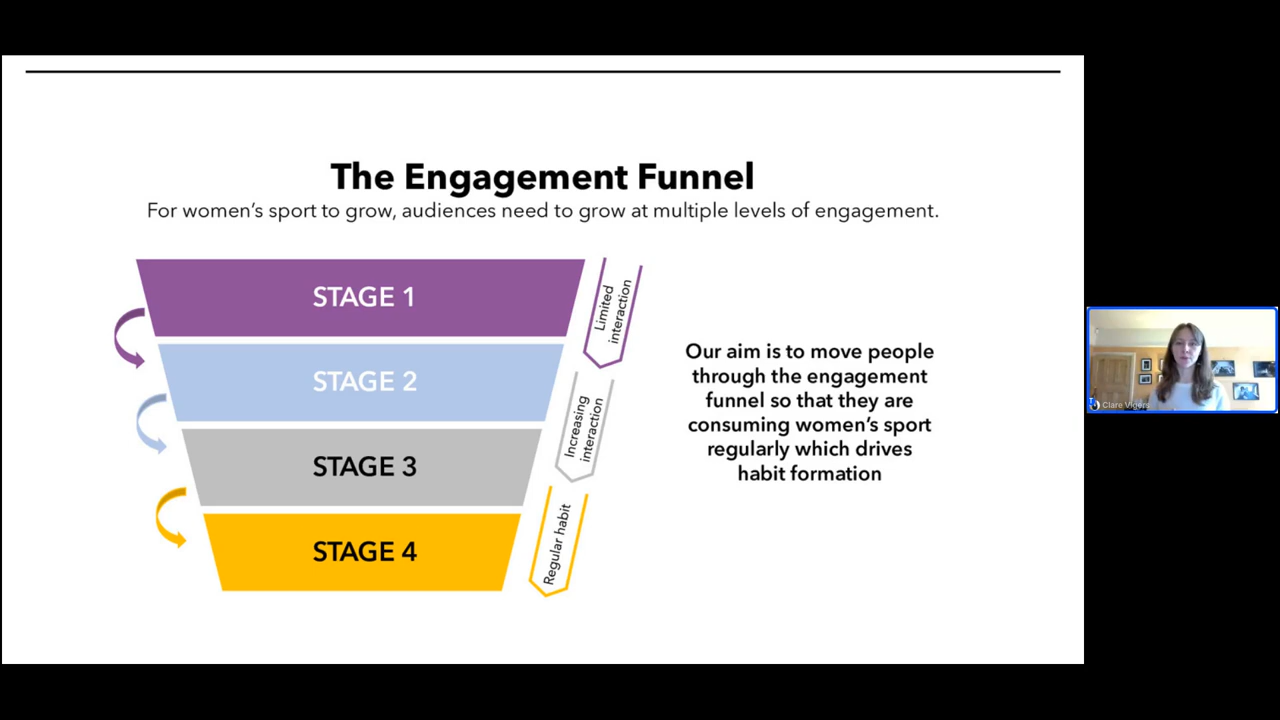 The Engagement Funnel
For women's sport to grow, audiences need to grow at multiple levels of engagement.
STAGE 1
STAGE 2
STAGE 3
STAGE 4
Limited
interaction
Increasing
interaction
Regular habit
Our aim is to move people
through the engagement
funnel so that they are
consuming women's sport
regularly which drives
habit formation
Clare Vigers